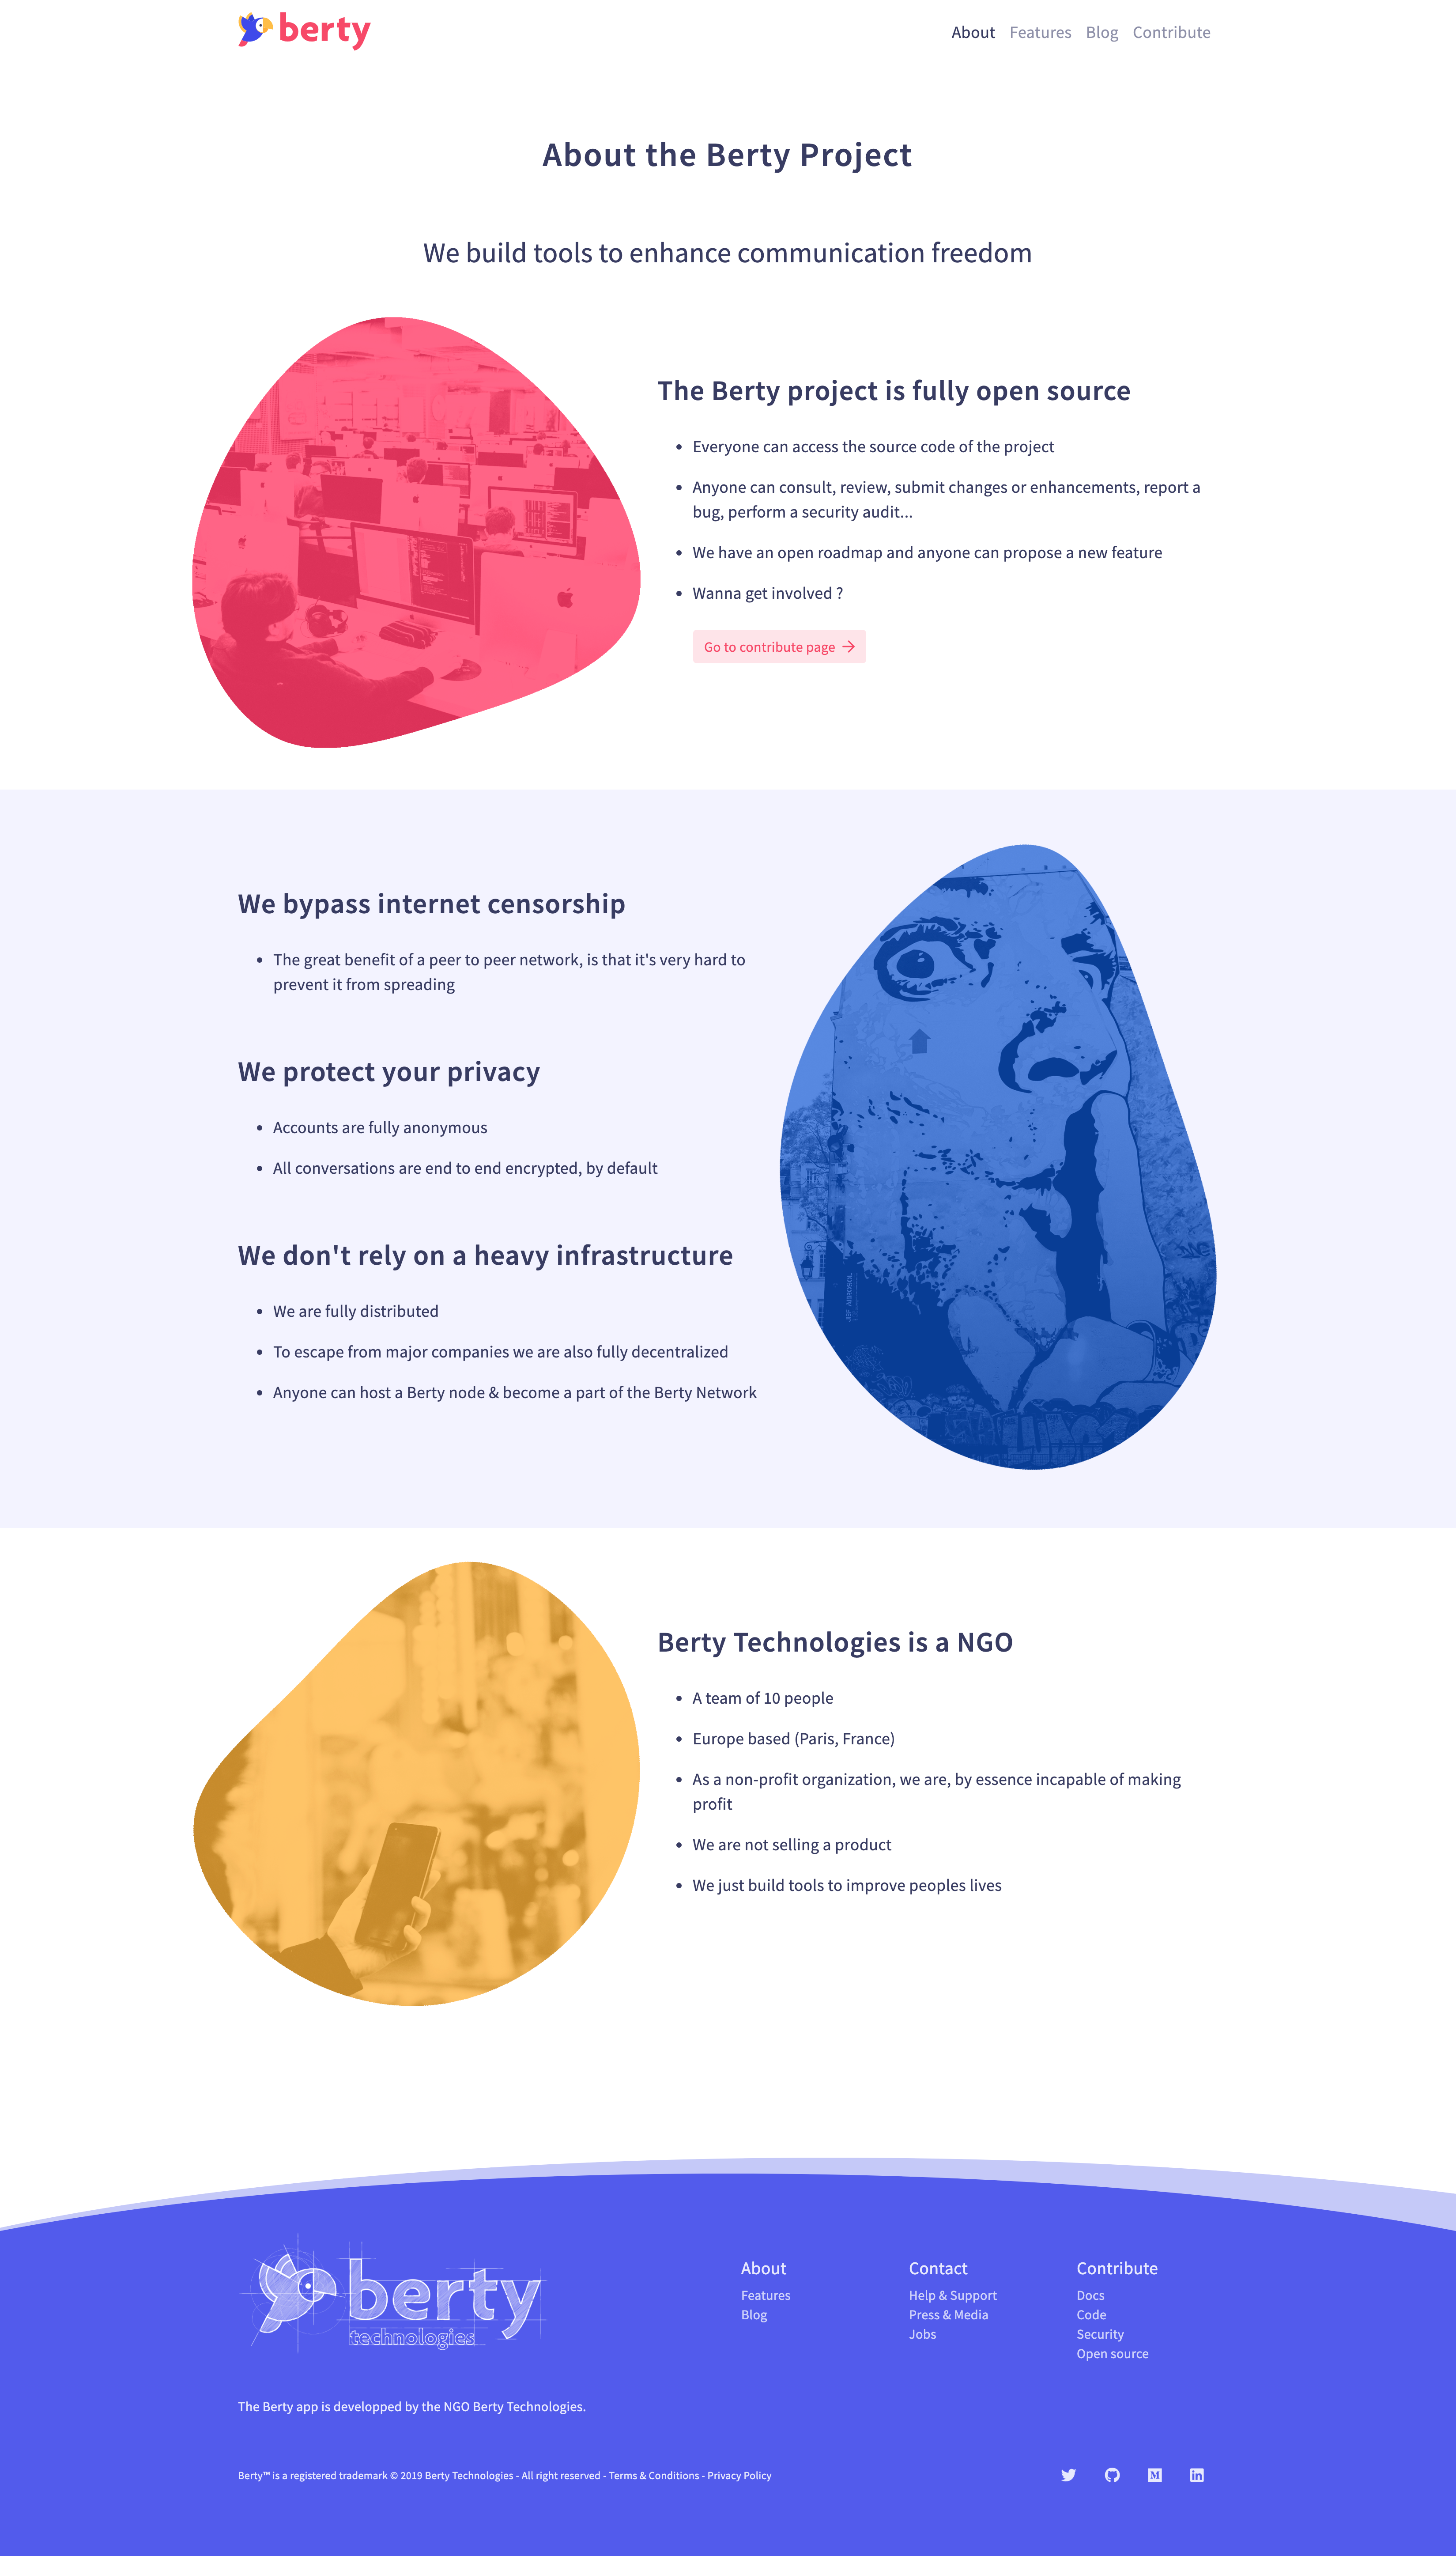 berty
About Features Blog Contribute
About the Berty Project
We build tools to enhance communication freedom
The Berty project is fully open source
Everyone can access the source code of the project
Anyone can consult, review, submit changes or enhancements, report a
bug, perform a security audit...
We have an open roadmap and anyone can propose a new feature
Wanna get involved ?
Go to contribute page
We bypass internet censorship
The great benefit of a peer to peer network, is that it's very hard to
prevent it from spreading
We protect your privacy
Accounts are fully anonymous
All conversations are end to end encrypted, by default
We don't rely on a heavy infrastructure
We are fully distributed
To escape from major companies we are also fully decentralized
Anyone can host a Berty node & become a part of the Berty Network
JEF AEROSOL
Berty Technologies is a NGO
A team of 10 people
Europe based (Paris, France)
As a non-profit organization, we are, by essence incapable of making
profit
We are not selling a product
We just build tools to improve peoples lives
berty
technologies
About
Features
Blog
Contact
Help & Support
Press & Media
Jobs
Contribute
Docs
Code
Security
Open source
The Berty app is developped by the NGO Berty Technologies.
Berty™ is a registered trademark © 2019 Berty Technologies - All right reserved - Terms & Conditions - Privacy Policy